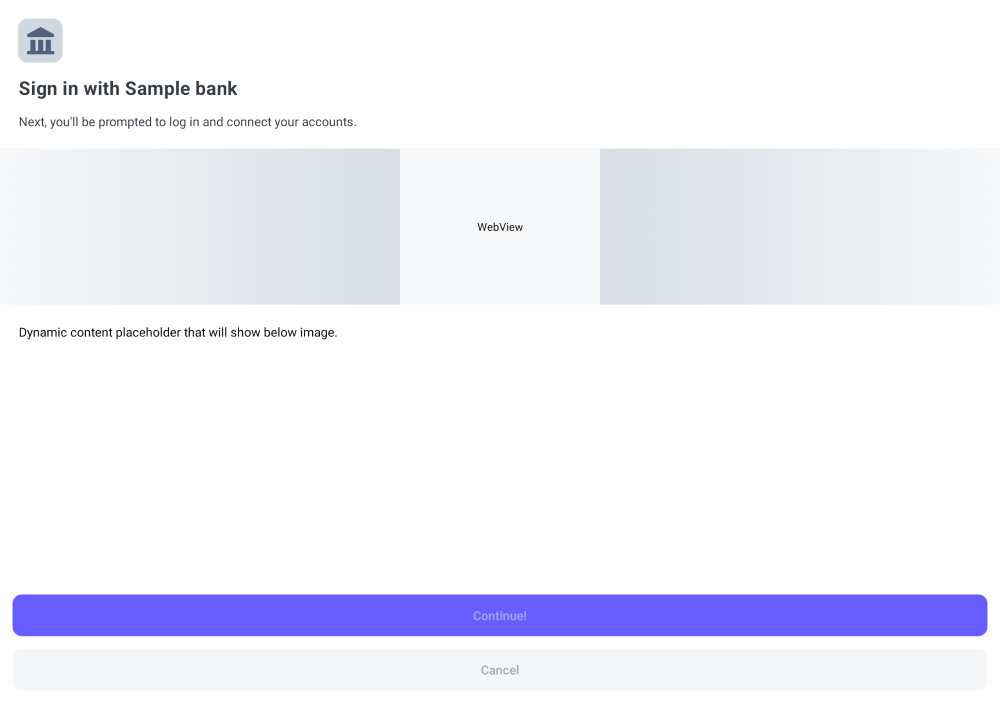 Sign in with Sample bank
Next, you'll be prompted to log in and connect your accounts.
WebView
Dynamic content placeholder that will show below image.
Continue!
Cancel